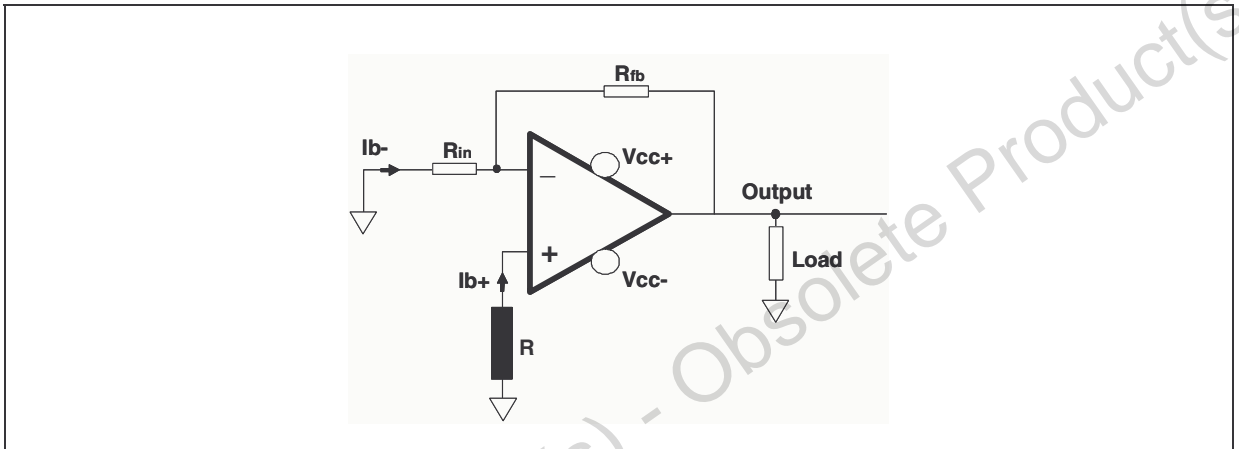 Rfb
Ib-
Rin
Vcc+
−
Output
+
Load
Ib+
Vcc-
R
(s) - Obsolete Product(s